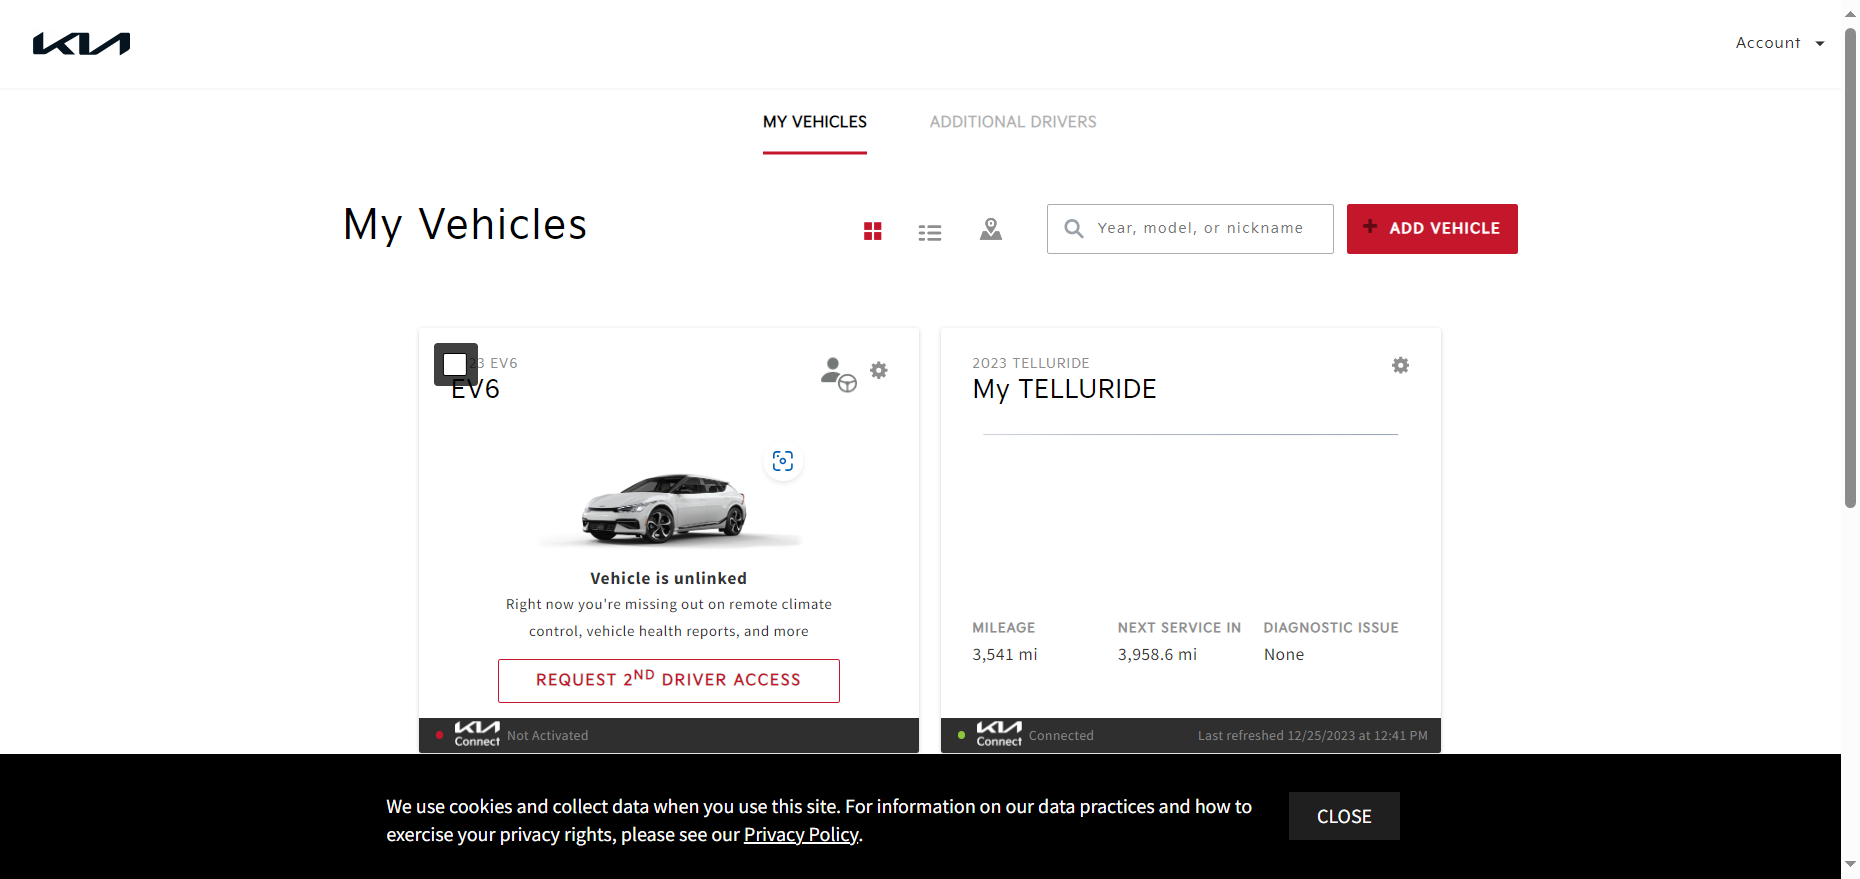 KIA
Account
MY VEHICLES
ADDITIONAL DRIVERS
My Vehicles
Year, model, or nickname
+ ADD VEHICLE
23 EV6
EV6
Vehicle is unlinked
Right now you're missing out on remote climate
control, vehicle health reports, and more
REQUEST 2ND DRIVER ACCESS
KIA
Connect Not Activated
2023 TELLURIDE
My TELLURIDE
MILEAGE NEXT SERVICE IN DIAGNOSTIC ISSUE
3,541 mi 3,958.6 mi None
KIA
Connect Connected Last refreshed 12/25/2023 at 12:41 PM
We use cookies and collect data when you use this site. For information on our data practices and how to
exercise your privacy rights, please see our Privacy Policy.
CLOSE